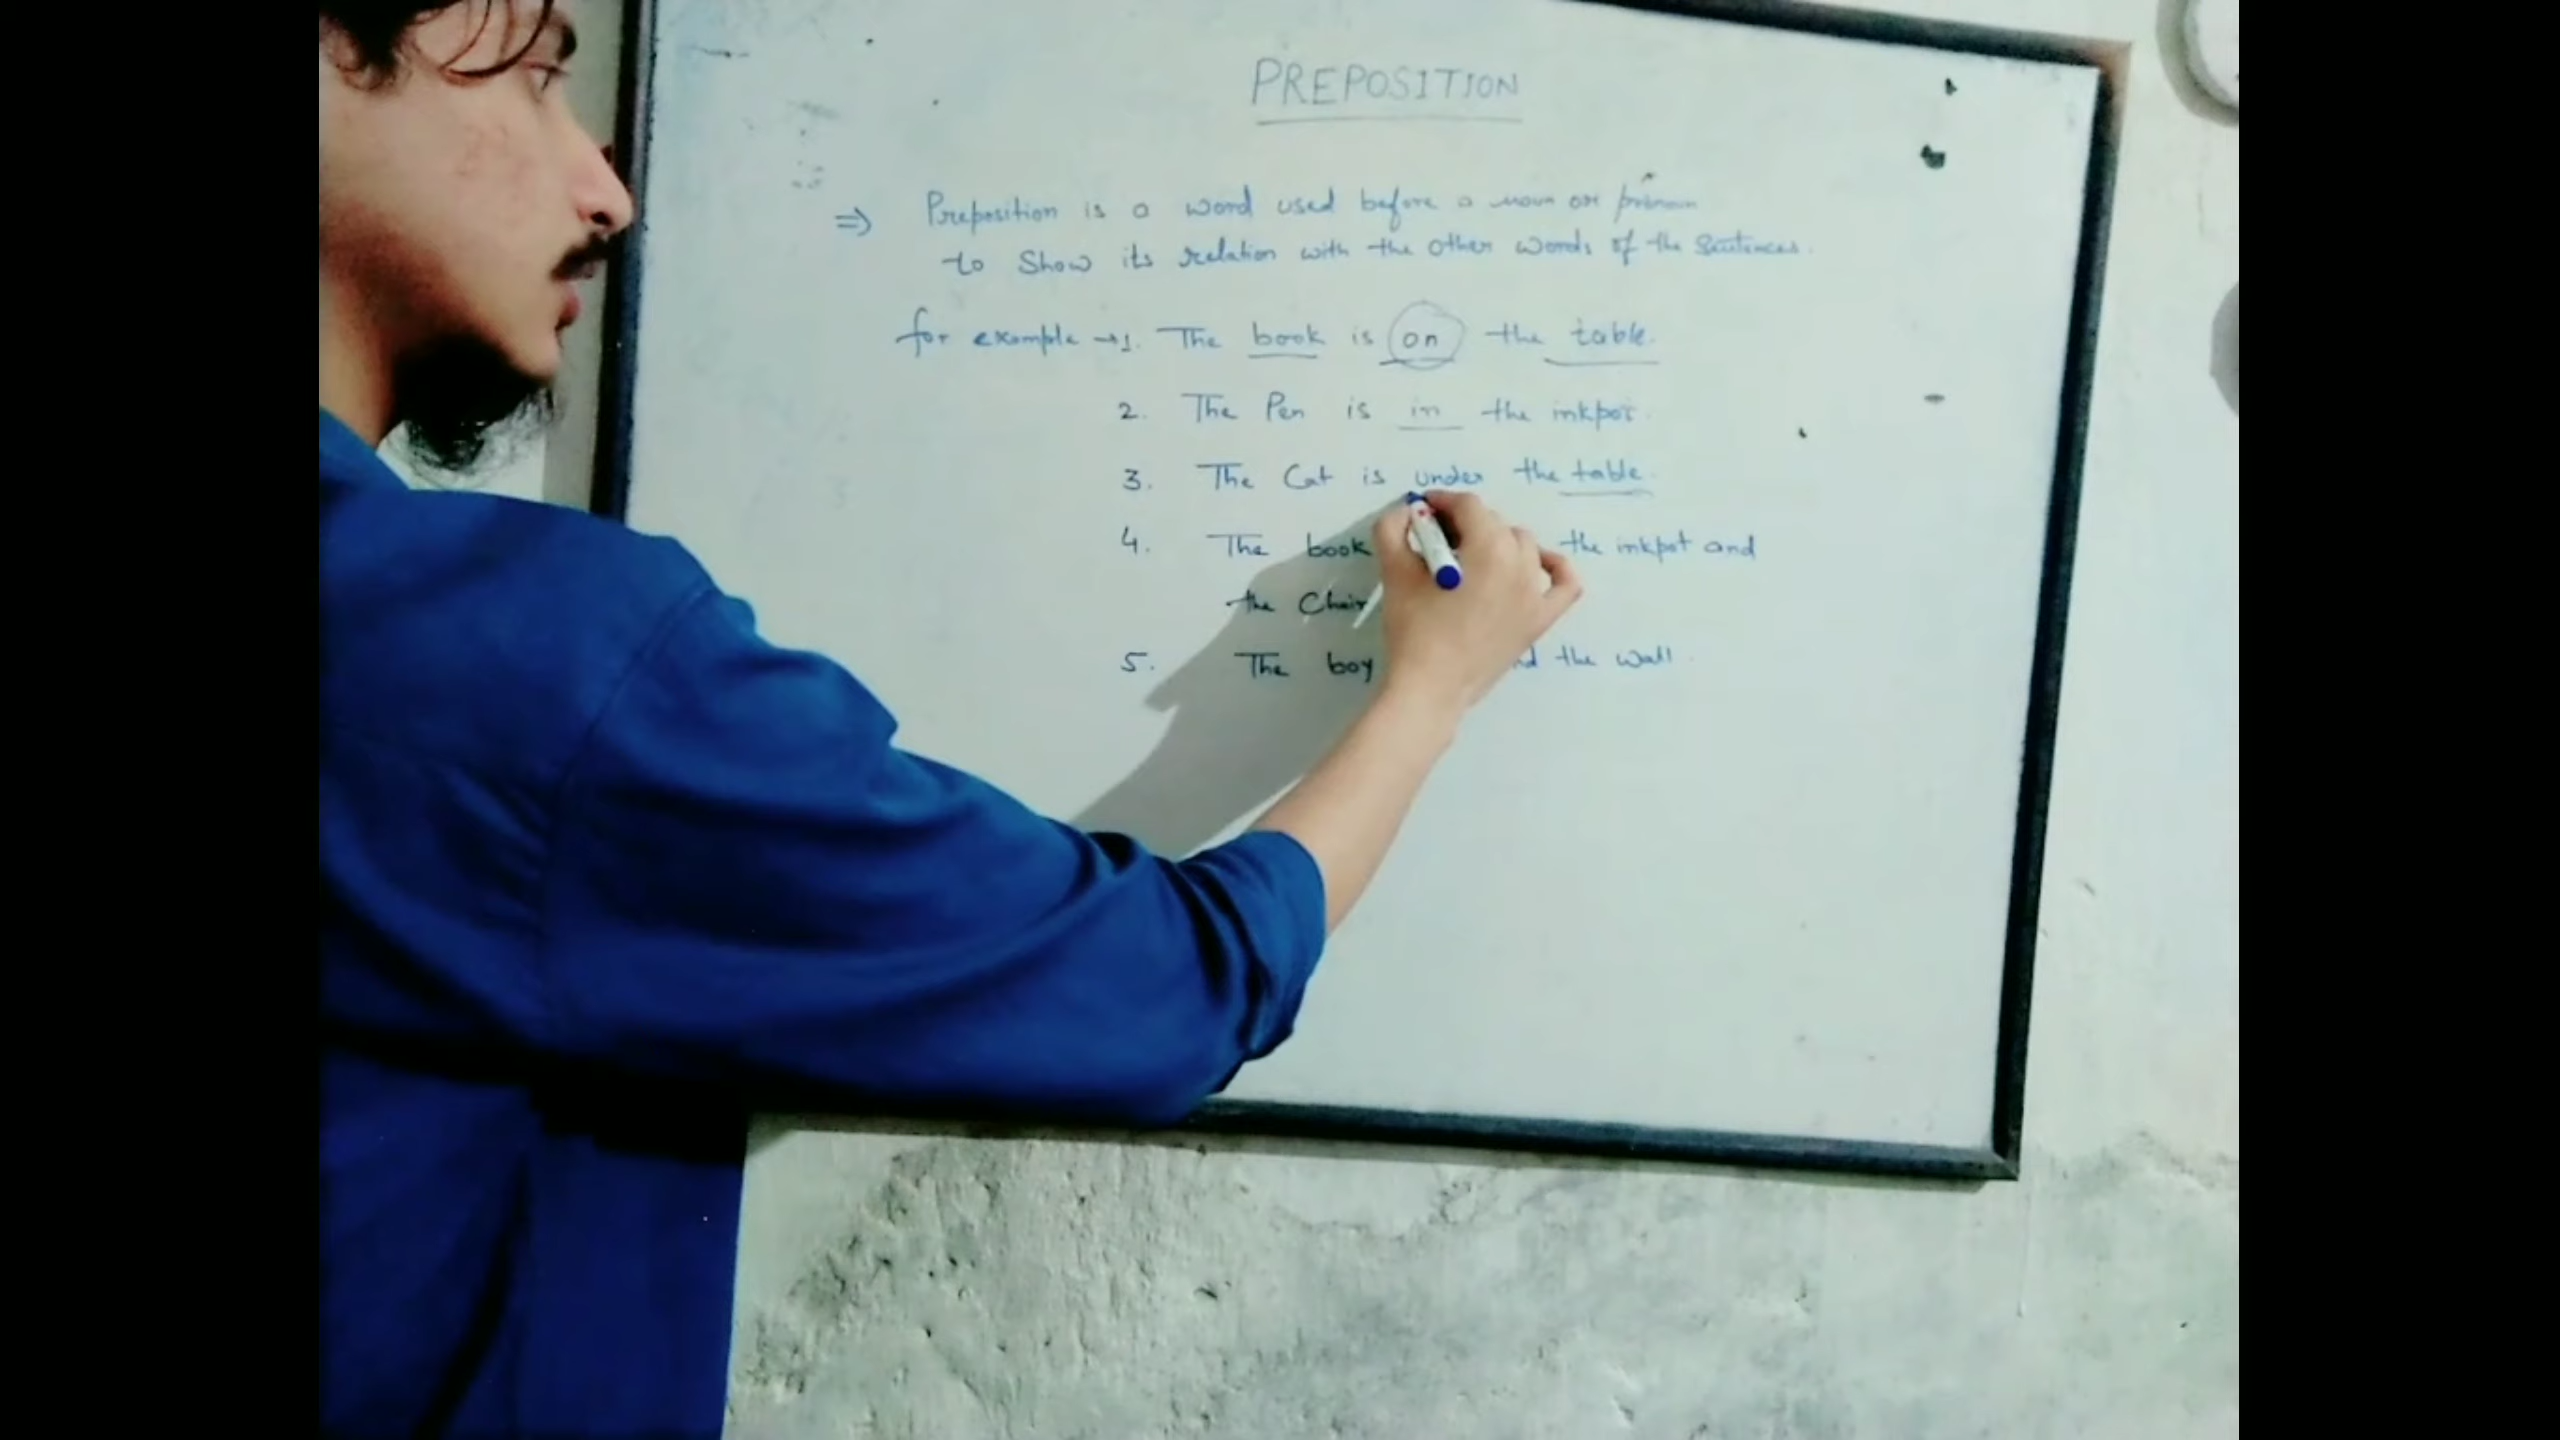 PREPOSITION
⇒ Preposition is a word used before a noun or pronoun
to Show its relation with the other words of the Sentences.
for example → 1. The book is on the table.
2. The Pen is in the inkpot.
3. The Cat is under the table.
4. The book the inkpot and
the Chair
5. The boy the wall.